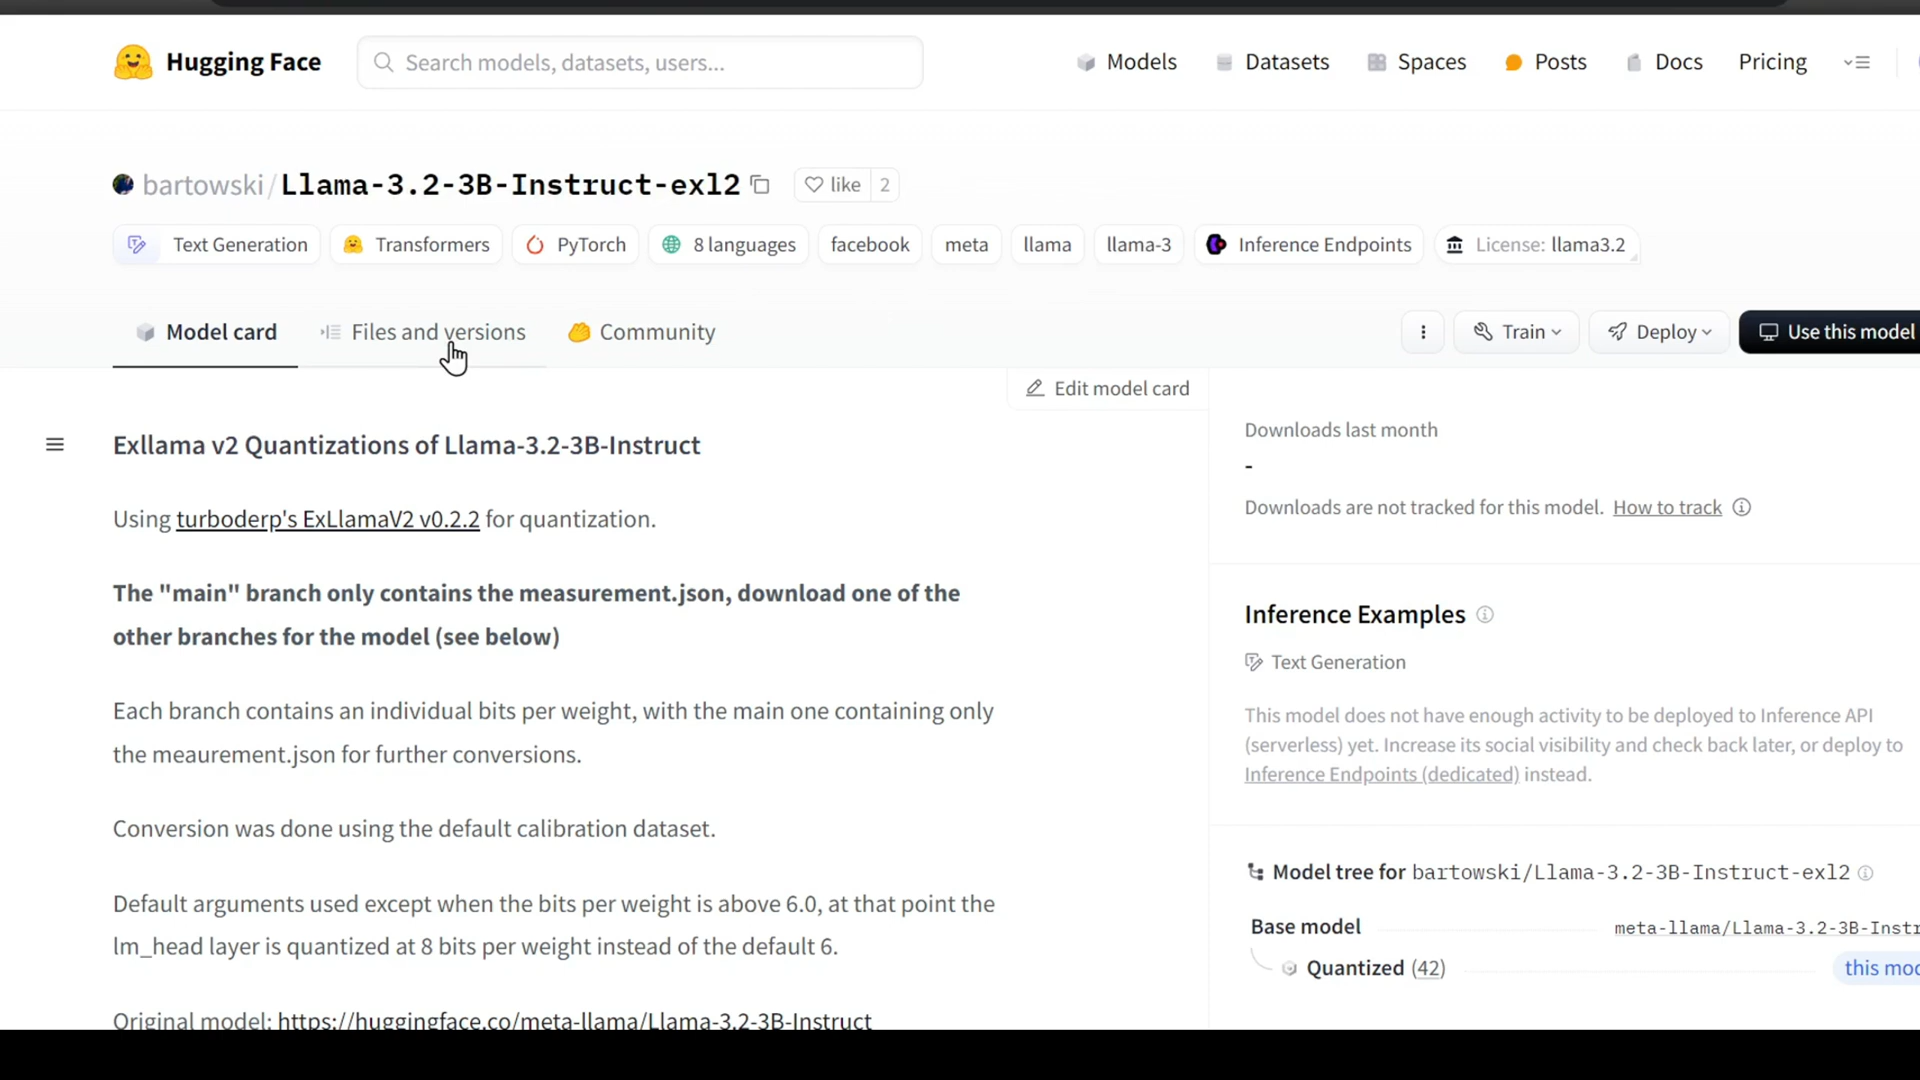 Hugging Face
Search models, datasets, users...
Models
Datasets
Spaces
Posts
Docs
Pricing
bartowski/Llama-3.2-3B-Instruct-exl2
like 2
Text Generation
Transformers
PyTorch
8 languages
facebook
meta
llama
llama-3
Inference Endpoints
License: llama3.2
Model card
Files and versions
Community
Train
Deploy
Use this model
Edit model card
Exllama v2 Quantizations of Llama-3.2-3B-Instruct
Using turboderp's ExLlamaV2 v0.2.2 for quantization.
The "main" branch only contains the measurement.json, download one of the
other branches for the model (see below)
Each branch contains an individual bits per weight, with the main one containing only
the meaurement.json for further conversions.
Conversion was done using the default calibration dataset.
Default arguments used except when the bits per weight is above 6.0, at that point the
lm_head layer is quantized at 8 bits per weight instead of the default 6.
Original model: https://huggingface.co/meta-llama/Llama-3.2-3B-Instruct
Downloads last month
-
Downloads are not tracked for this model. How to track
Inference Examples
Text Generation
This model does not have enough activity to be deployed to Inference API
(serverless) yet. Increase its social visibility and check back later, or deploy to
Inference Endpoints (dedicated) instead.
Model tree for bartowski/Llama-3.2-3B-Instruct-exl2
Base model
meta-llama/Llama-3.2-3B-Instr
Quantized (42)
this mod